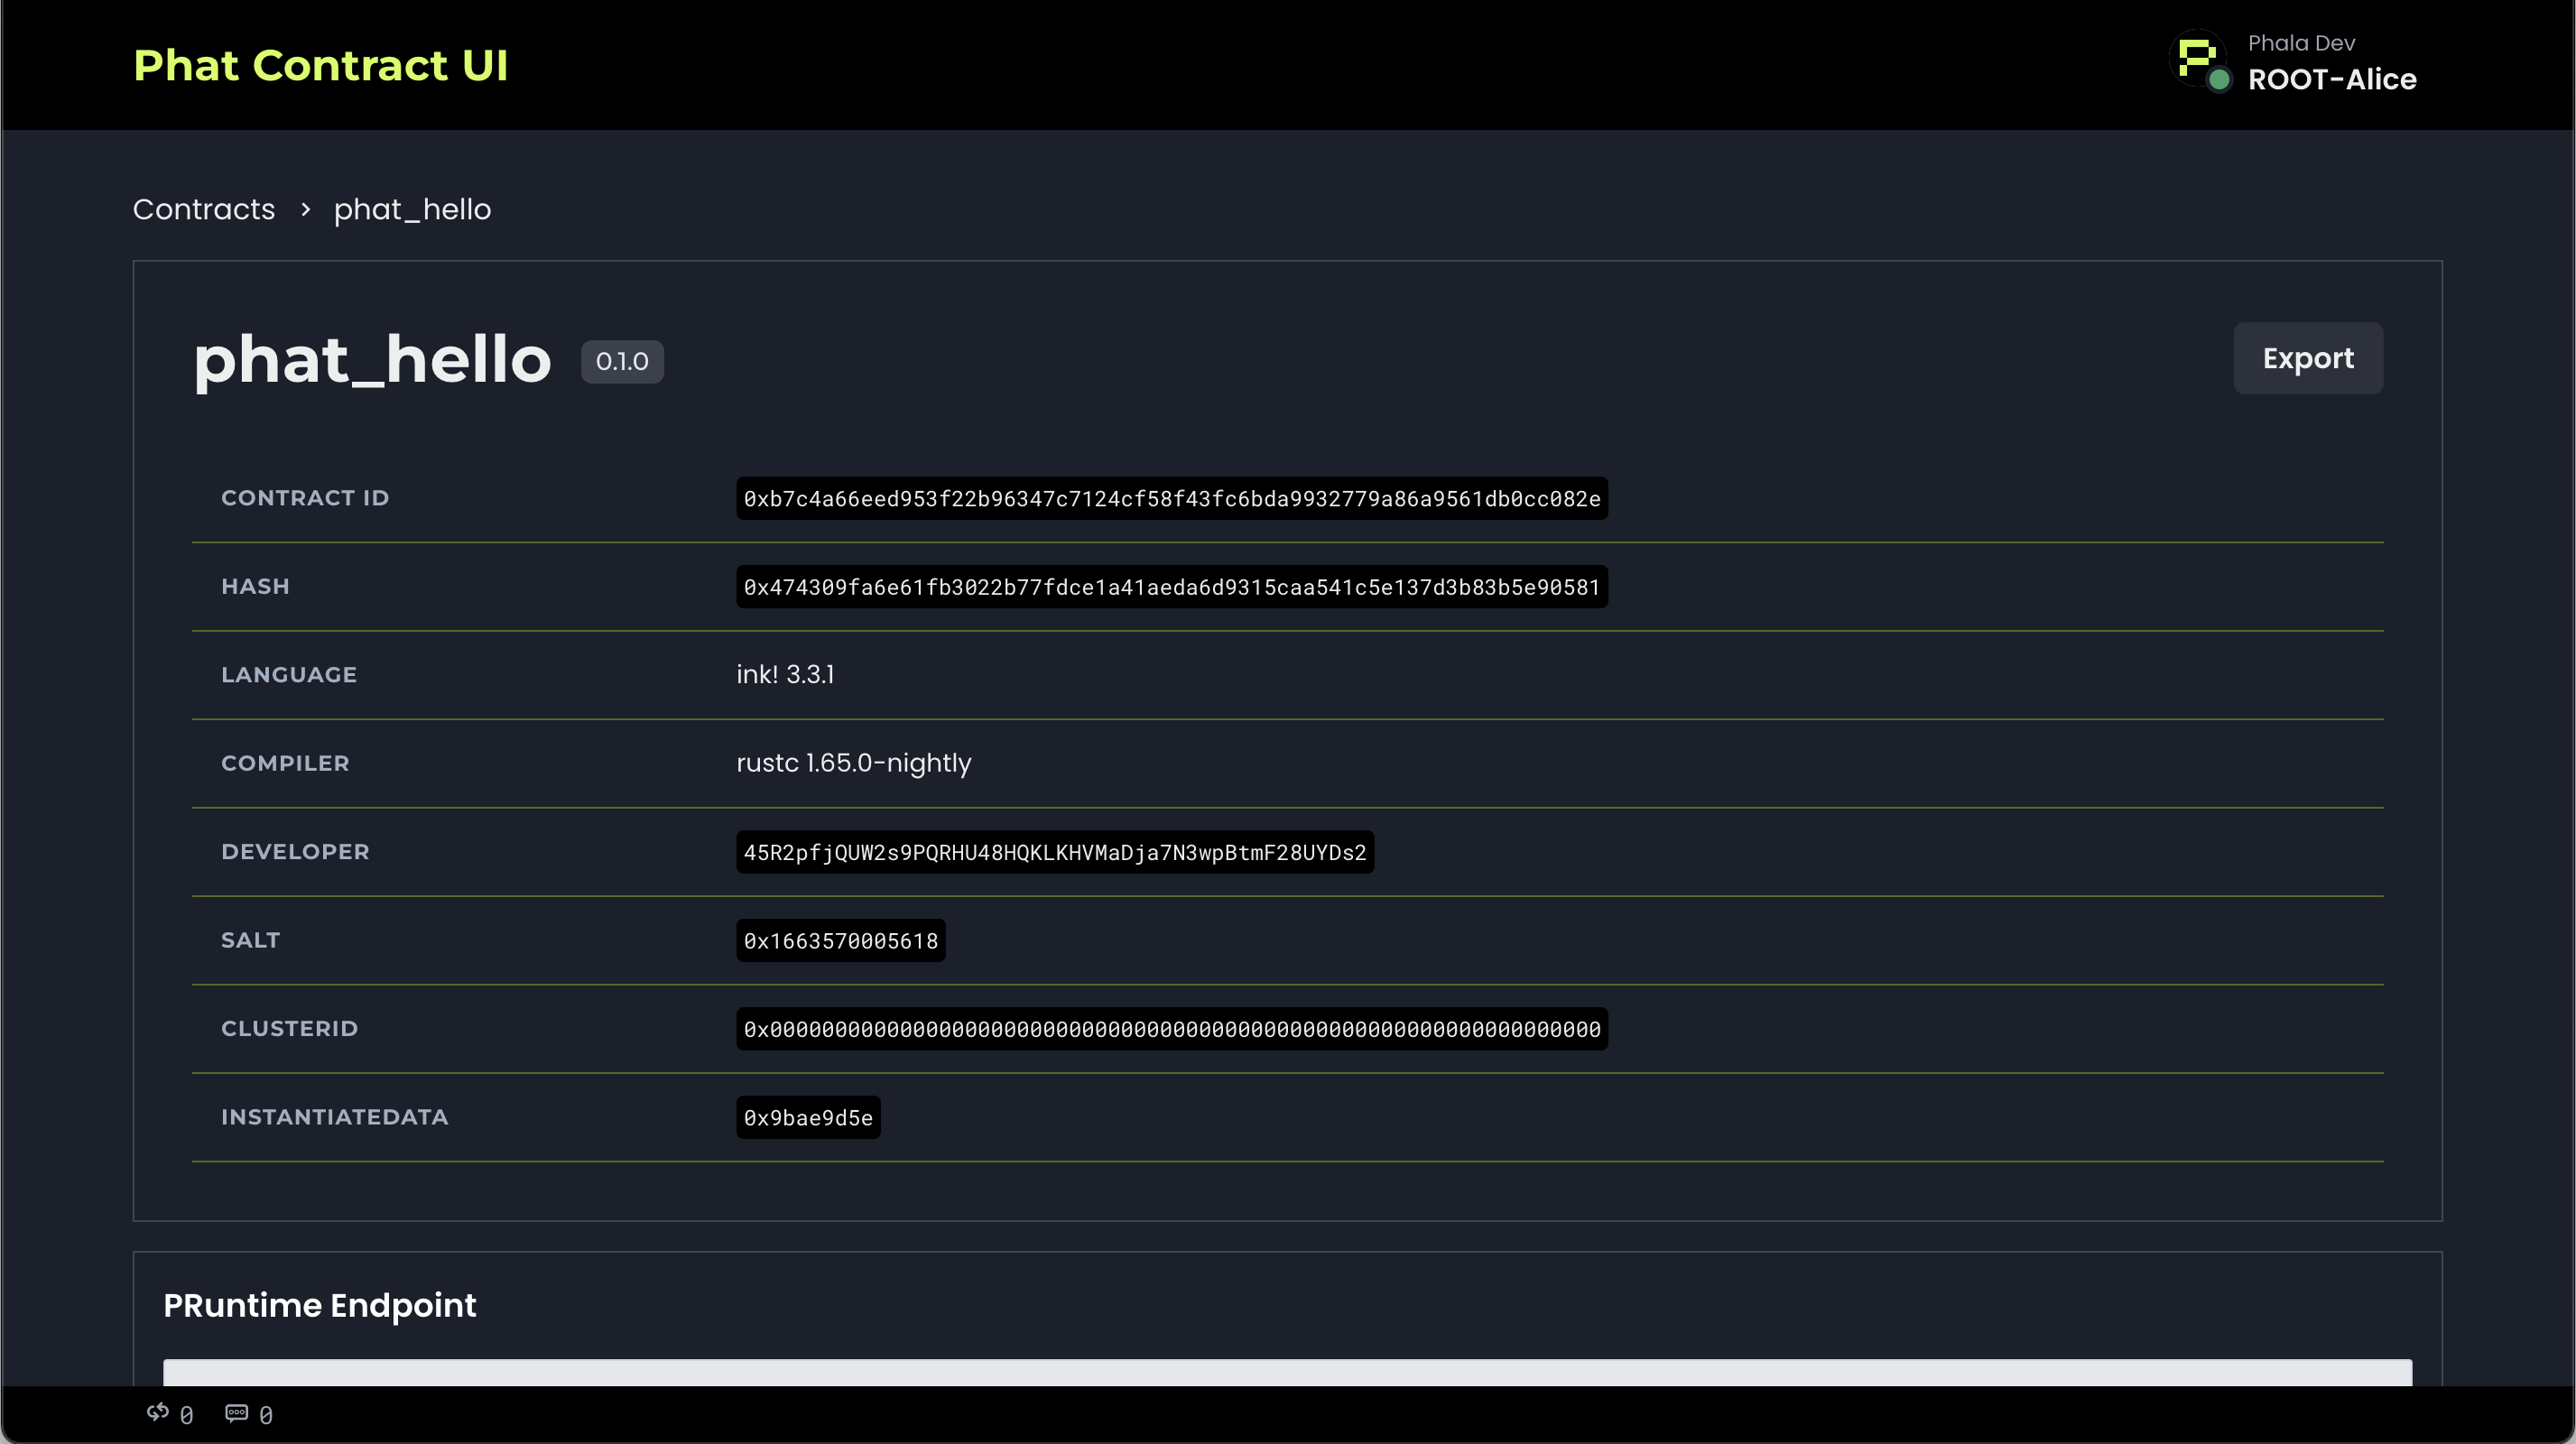 Phat Contract UI
Phala Dev
ROOT-Alice
Contracts > phat_hello
phat_hello 0.1.0
Export
CONTRACT ID 0xb7c4a66eed953f22b96347c7124cf58f43fc6bda9932779a86a9561db0cc082e
HASH 0x474309fa6e61fb3022b77fdce1a41aeda6d9315caa541c5e137d3b83b5e90581
LANGUAGE ink! 3.3.1
COMPILER rustc 1.65.0-nightly
DEVELOPER 45R2pfjQUW2s9PQRHU48HQKLKHVMaDja7N3wpBtmF28UYDs2
SALT 0x1663570005618
CLUSTERID 0x0000000000000000000000000000000000000000000000000000000000000000
INSTANTIATEDATA 0x9bae9d5e
PRuntime Endpoint
0 0